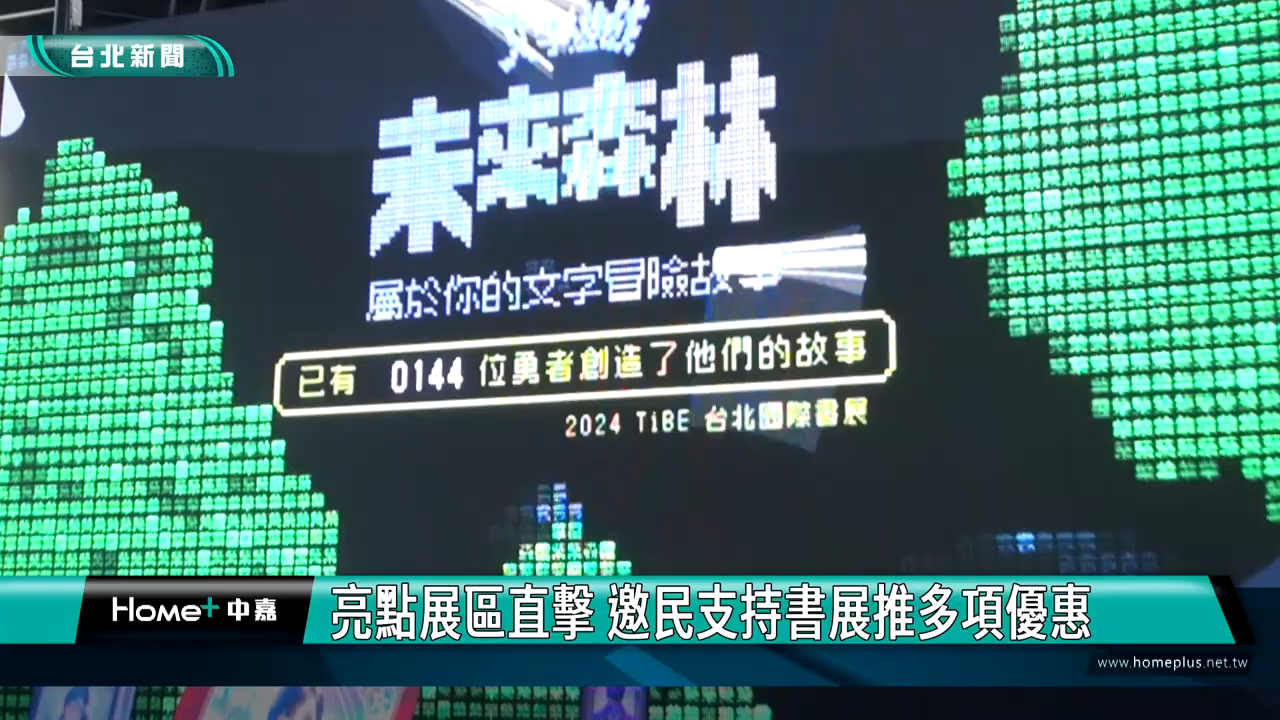 台北新聞
未來森林
屬於你的文字冒險故事
已有 0144 位勇者創造了他們的故事
2024 TiBE 台北國際書展
Home+中嘉
亮點展區直擊 邀民支持書展推多項優惠
www.homeplus.net.tw